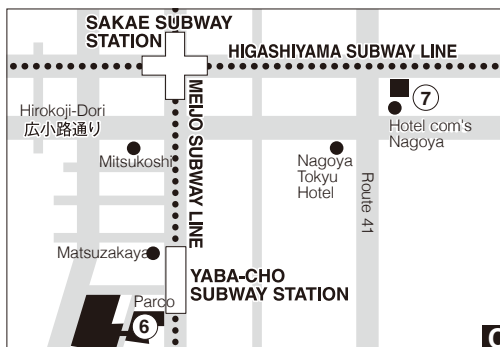 SAKAE SUBWAY
STATION
HIGASHIYAMA SUBWAY LINE
7
Hirokoji-Dori
広小路通り
Hotel com's
Nagoya
MEIJO SUBWAY LINE
Mitsukoshi
Nagoya
Tokyu
Hotel
Route 41
Matsuzakaya
YABA-CHO
SUBWAY STATION
Parco
6
C